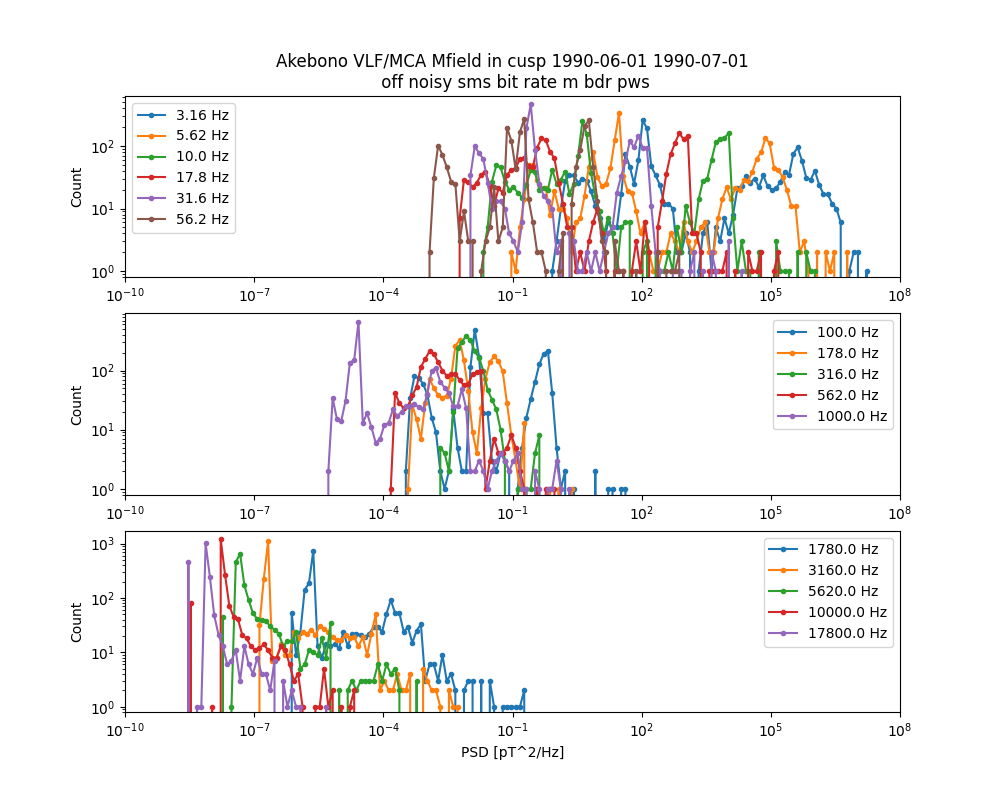 Akebono VLF/MCA Mfield in cusp 1990-06-01 1990-07-01
off noisy sms bit rate m bdr pws
Count
10^2
10^1
10^0
3.16 Hz
5.62 Hz
10.0 Hz
17.8 Hz
31.6 Hz
56.2 Hz
10^-10 10^-7 10^-4 10^-1 10^2 10^5 10^8
Count
10^2
10^1
10^0
100.0 Hz
178.0 Hz
316.0 Hz
562.0 Hz
1000.0 Hz
10^-10 10^-7 10^-4 10^-1 10^2 10^5 10^8
Count
10^3
10^2
10^1
10^0
1780.0 Hz
3160.0 Hz
5620.0 Hz
10000.0 Hz
17800.0 Hz
10^-10 10^-7 10^-4 10^-1 10^2 10^5 10^8
PSD [pT^2/Hz]